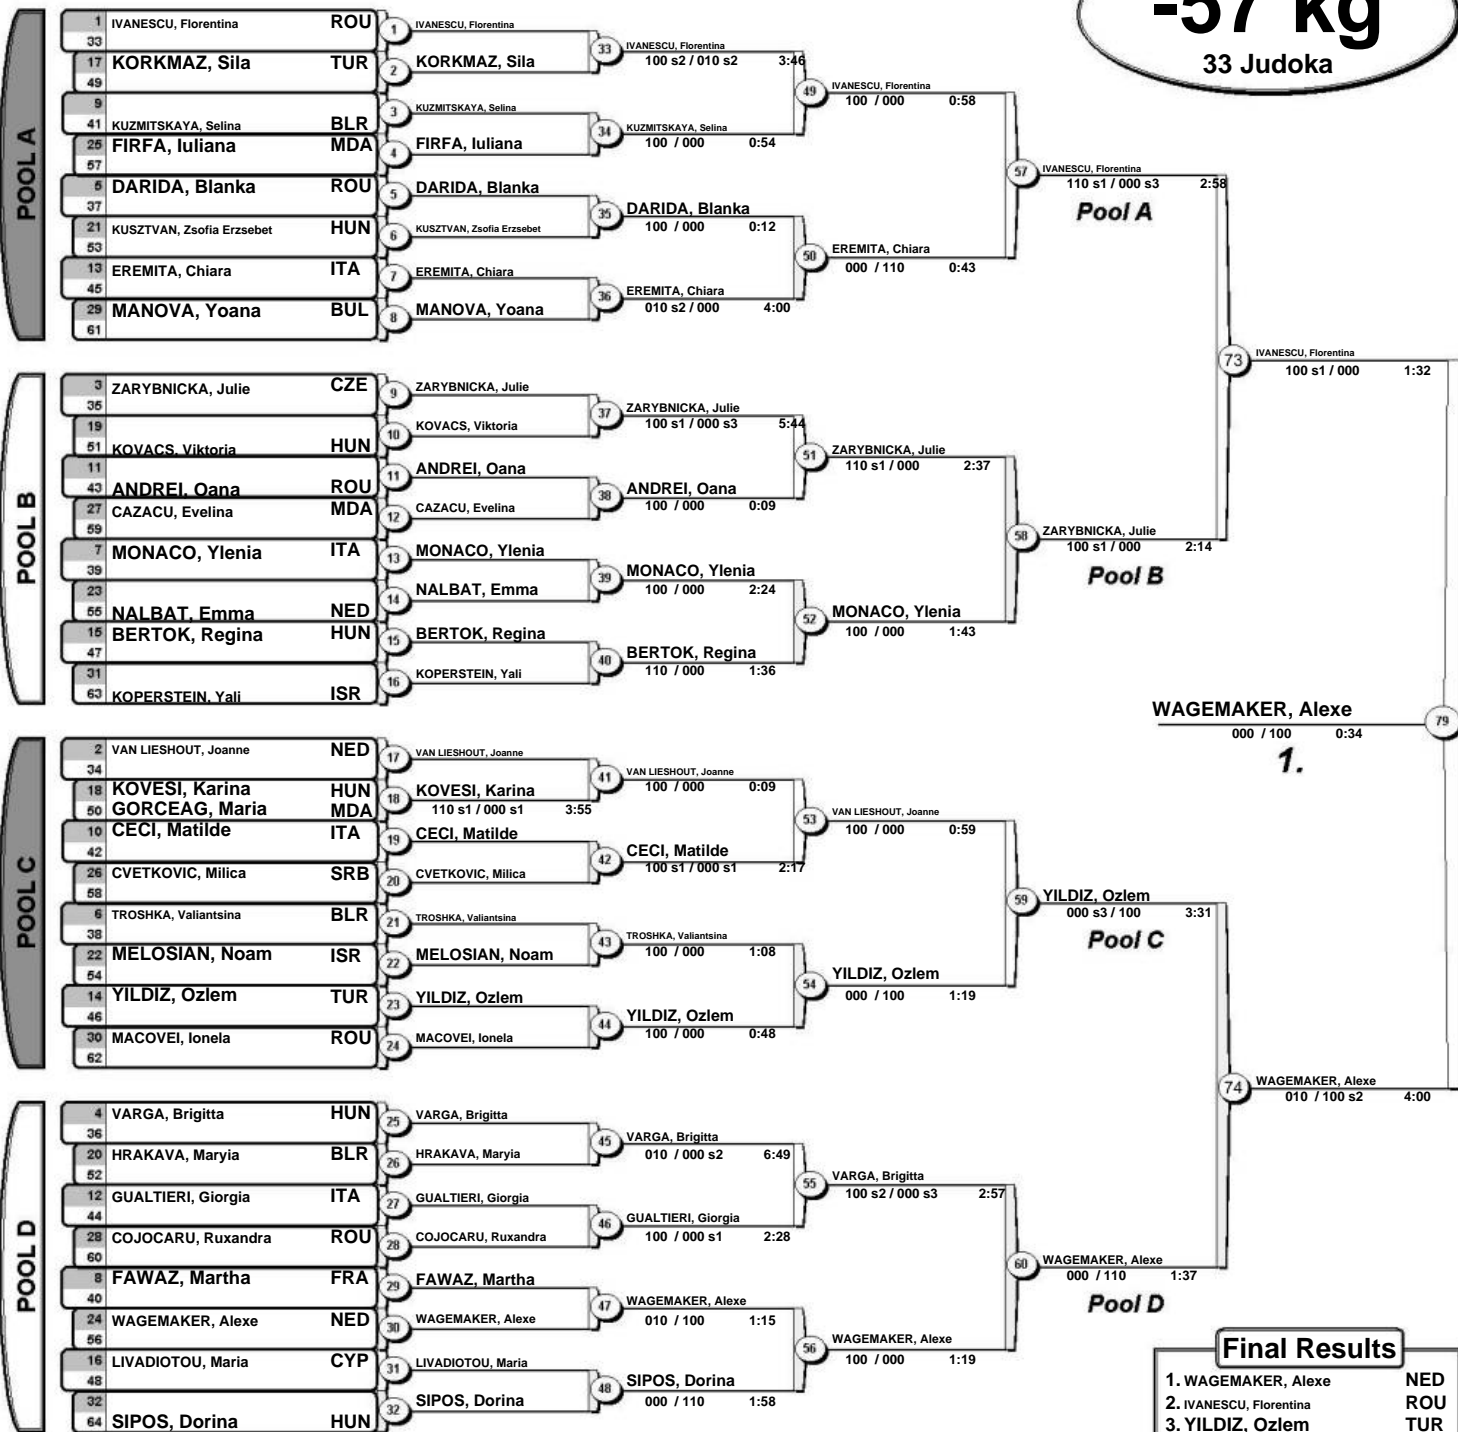 -57 kg
33 Judoka
POOL A
1 IVANESCU, Florentina ROU
33
17 KORKMAZ, Sila TUR
49
9
41 KUZMITSKAYA, Selina BLR
25 FIRFA, Iuliana MDA
57
5 DARIDA, Blanka ROU
37
21 KUSZTVAN, Zsofia Erzsebet HUN
53
13 EREMITA, Chiara ITA
45
29 MANOVA, Yoana BUL
61
1 IVANESCU, Florentina
2 KORKMAZ, Sila
3 KUZMITSKAYA, Selina
4 FIRFA, Iuliana
5 DARIDA, Blanka
6 KUSZTVAN, Zsofia Erzsebet
7 EREMITA, Chiara
8 MANOVA, Yoana
33 IVANESCU, Florentina
100 s2 / 010 s2 3:46
34 KUZMITSKAYA, Selina
100 / 000 0:54
35 DARIDA, Blanka
100 / 000 0:12
36 EREMITA, Chiara
010 s2 / 000 4:00
49 IVANESCU, Florentina
100 / 000 0:58
50 EREMITA, Chiara
000 / 110 0:43
57 IVANESCU, Florentina
110 s1 / 000 s3 2:58
Pool A
POOL B
3 ZARYBNICKA, Julie CZE
35
19
51 KOVACS, Viktoria HUN
11
43 ANDREI, Oana ROU
27 CAZACU, Evelina MDA
59
7 MONACO, Ylenia ITA
39
23
55 NALBAT, Emma NED
15 BERTOK, Regina HUN
47
31
63 KOPERSTEIN, Yali ISR
9 ZARYBNICKA, Julie
10 KOVACS, Viktoria
11 ANDREI, Oana
12 CAZACU, Evelina
13 MONACO, Ylenia
14 NALBAT, Emma
15 BERTOK, Regina
16 KOPERSTEIN, Yali
37 ZARYBNICKA, Julie
100 s1 / 000 s3 5:44
38 ANDREI, Oana
100 / 000 0:09
39 MONACO, Ylenia
100 / 000 2:24
40 BERTOK, Regina
110 / 000 1:36
51 ZARYBNICKA, Julie
110 s1 / 000 2:37
52 MONACO, Ylenia
100 / 000 1:43
58 ZARYBNICKA, Julie
100 s1 / 000 2:14
Pool B
73 IVANESCU, Florentina
100 s1 / 000 1:32
WAGEMAKER, Alexe 79
000 / 100 0:34
1.
POOL C
2 VAN LIESHOUT, Joanne NED
34
18 KOVESI, Karina HUN
50 GORCEAG, Maria MDA
10 CECI, Matilde ITA
42
26 CVETKOVIC, Milica SRB
58
6 TROSHKA, Valiantsina BLR
38
22 MELOSIAN, Noam ISR
54
14 YILDIZ, Ozlem TUR
46
30 MACOVEI, Ionela ROU
62
17 VAN LIESHOUT, Joanne
18 KOVESI, Karina
110 s1 / 000 s1 3:55
19 CECI, Matilde
20 CVETKOVIC, Milica
21 TROSHKA, Valiantsina
22 MELOSIAN, Noam
23 YILDIZ, Ozlem
24 MACOVEI, Ionela
41 VAN LIESHOUT, Joanne
100 / 000 0:09
42 CECI, Matilde
100 s1 / 000 s1 2:17
43 TROSHKA, Valiantsina
100 / 000 1:08
44 YILDIZ, Ozlem
100 / 000 0:48
53 VAN LIESHOUT, Joanne
100 / 000 0:59
54 YILDIZ, Ozlem
000 / 100 1:19
59 YILDIZ, Ozlem
000 s3 / 100 3:31
Pool C
74 WAGEMAKER, Alexe
010 / 100 s2 4:00
POOL D
4 VARGA, Brigitta HUN
36
20 HRAKAVA, Maryia BLR
52
12 GUALTIERI, Giorgia ITA
44
28 COJOCARU, Ruxandra ROU
60
8 FAWAZ, Martha FRA
40
24 WAGEMAKER, Alexe NED
56
16 LIVADIOTOU, Maria CYP
48
32
64 SIPOS, Dorina HUN
25 VARGA, Brigitta
26 HRAKAVA, Maryia
27 GUALTIERI, Giorgia
28 COJOCARU, Ruxandra
29 FAWAZ, Martha
30 WAGEMAKER, Alexe
31 LIVADIOTOU, Maria
32 SIPOS, Dorina
45 VARGA, Brigitta
010 / 000 s2 6:49
46 GUALTIERI, Giorgia
100 / 000 s1 2:28
47 WAGEMAKER, Alexe
010 / 100 1:15
48 SIPOS, Dorina
000 / 110 1:58
55 VARGA, Brigitta
100 s2 / 000 s3 2:57
56 WAGEMAKER, Alexe
100 / 000 1:19
60 WAGEMAKER, Alexe
000 / 110 1:37
Pool D
Final Results
1. WAGEMAKER, Alexe NED
2. IVANESCU, Florentina ROU
3. YILDIZ, Ozlem TUR